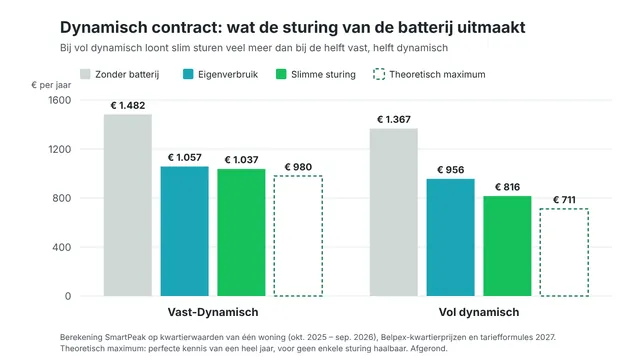 Dynamisch contract: wat de sturing van de batterij uitmaakt
Bij vol dynamisch loont slim sturen veel meer dan bij de helft vast, helft dynamisch
Zonder batterij
Eigenverbruik
Slimme sturing
Theoretisch maximum
€ per jaar
1600
1200
800
400
0
€ 1.482
€ 1.057
€ 1.037
€ 980
€ 1.367
€ 956
€ 816
€ 711
Vast-Dynamisch
Vol dynamisch
Berekening SmartPeak op kwartierwaarden van één woning (okt. 2025 – sep. 2026), Belpex-kwartierprijzen en tariefformules 2027.
Theoretisch maximum: perfecte kennis van een heel jaar, voor geen enkele sturing haalbaar. Afgerond.